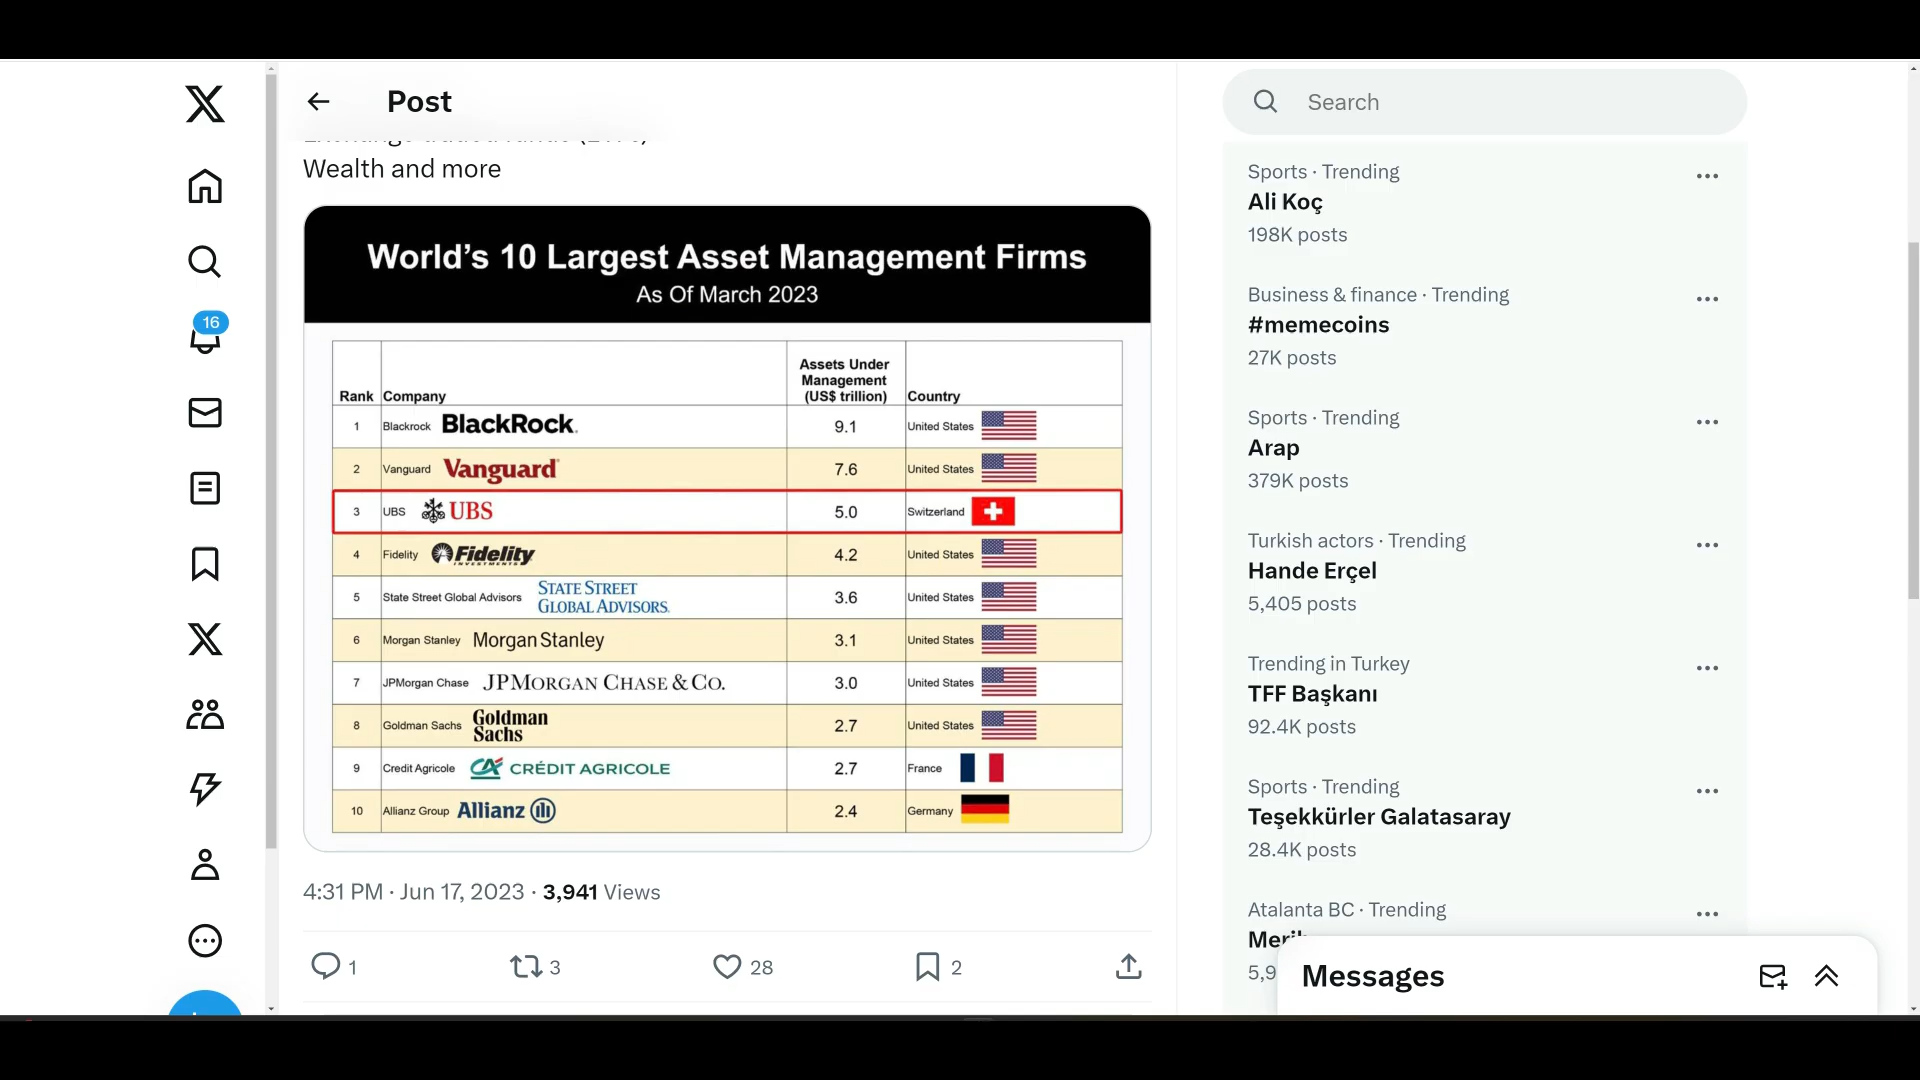 Post
Wealth and more
World's 10 Largest Asset Management Firms
As Of March 2023
Rank Company Assets Under Management (US$ trillion) Country
1 Blackrock BlackRock. 9.1 United States
2 Vanguard Vanguard 7.6 United States
3 UBS UBS 5.0 Switzerland
4 Fidelity Fidelity INVESTMENTS 4.2 United States
5 State Street Global Advisors STATE STREET GLOBAL ADVISORS. 3.6 United States
6 Morgan Stanley Morgan Stanley 3.1 United States
7 JPMorgan Chase JPMORGAN CHASE & CO. 3.0 United States
8 Goldman Sachs Goldman Sachs 2.7 United States
9 Credit Agricole CA CRÉDIT AGRICOLE 2.7 France
10 Allianz Group Allianz 2.4 Germany
4:31 PM · Jun 17, 2023 · 3,941 Views
1 3 28 2
16
Search
Sports · Trending
Ali Koç
198K posts
Business & finance · Trending
#memecoins
27K posts
Sports · Trending
Arap
379K posts
Turkish actors · Trending
Hande Erçel
5,405 posts
Trending in Turkey
TFF Başkanı
92.4K posts
Sports · Trending
Teşekkürler Galatasaray
28.4K posts
Atalanta BC · Trending
5,9
Messages